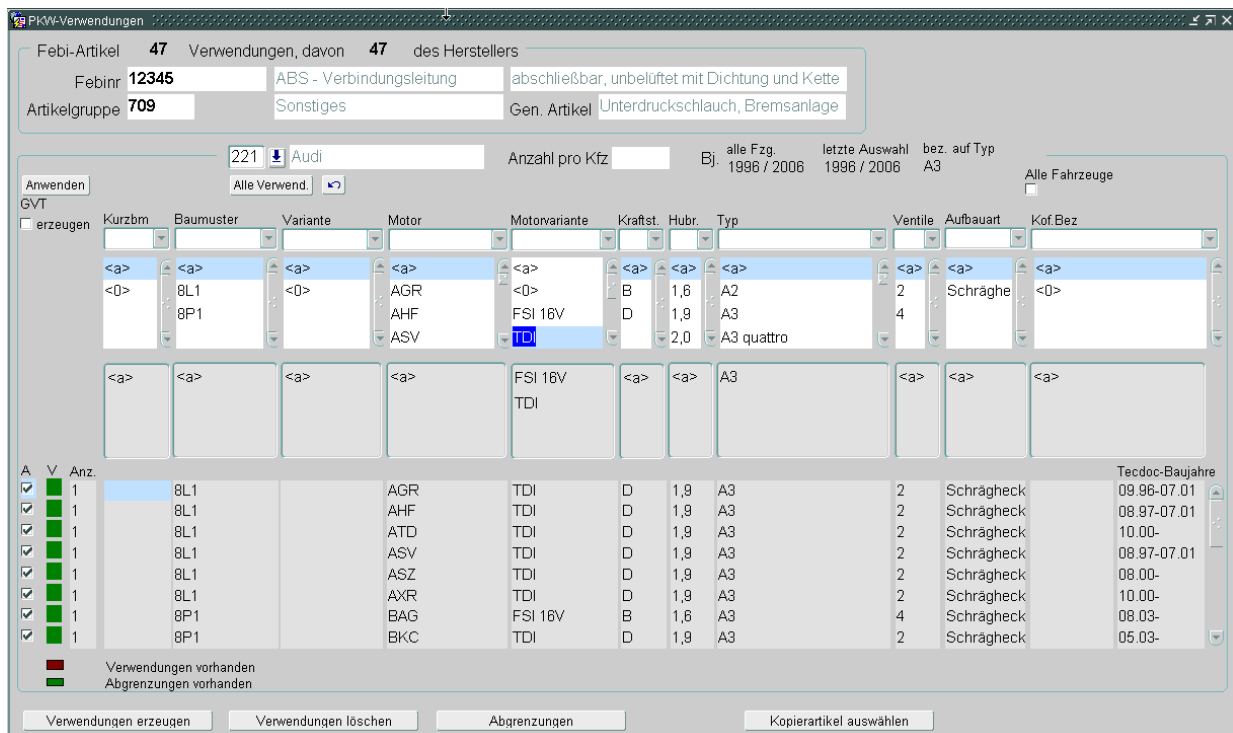 PKW-Verwendungen
Febi-Artikel 47 Verwendungen, davon 47 des Herstellers
Febinr 12345 ABS - Verbindungsleitung abschließbar, unbelüftet mit Dichtung und Kette
Artikelgruppe 709 Sonstiges Gen. Artikel Unterdruckschlauch, Bremsanlage
221 Audi Anzahl pro Kfz Bj. alle Fzg. letzte Auswahl bez. auf Typ
1996 / 2006 1996 / 2006 A3
Alle Fahrzeuge
Anwenden Alle Verwend.
GVT
erzeugen Kurzbm Baumuster Variante Motor Motorvariante Kraftst. Hubr. Typ Ventile Aufbauart Kof.Bez
<a> <a> <a> <a> <a> <a> <a> <a> <a> <a> <a>
<0> 8L1 <0> AGR <0> B 1,6 A2 2 Schräghe <0>
8P1 AHF FSI 16V D 1,9 A3 4
ASV TDI 2,0 A3 quattro
<a> <a> <a> <a> FSI 16V <a> <a> A3 <a> <a> <a>
TDI
A V Anz. Tecdoc-Baujahre
1 8L1 AGR TDI D 1,9 A3 2 Schrägheck 09.96-07.01
1 8L1 AHF TDI D 1,9 A3 2 Schrägheck 08.97-07.01
1 8L1 ATD TDI D 1,9 A3 2 Schrägheck 10.00-
1 8L1 ASV TDI D 1,9 A3 2 Schrägheck 08.97-07.01
1 8L1 ASZ TDI D 1,9 A3 2 Schrägheck 08.00-
1 8L1 AXR TDI D 1,9 A3 2 Schrägheck 10.00-
1 8P1 BAG FSI 16V B 1,6 A3 4 Schrägheck 08.03-
1 8P1 BKC TDI D 1,9 A3 2 Schrägheck 05.03-
Verwendungen vorhanden
Abgrenzungen vorhanden
Verwendungen erzeugen Verwendungen löschen Abgrenzungen Kopierartikel auswählen